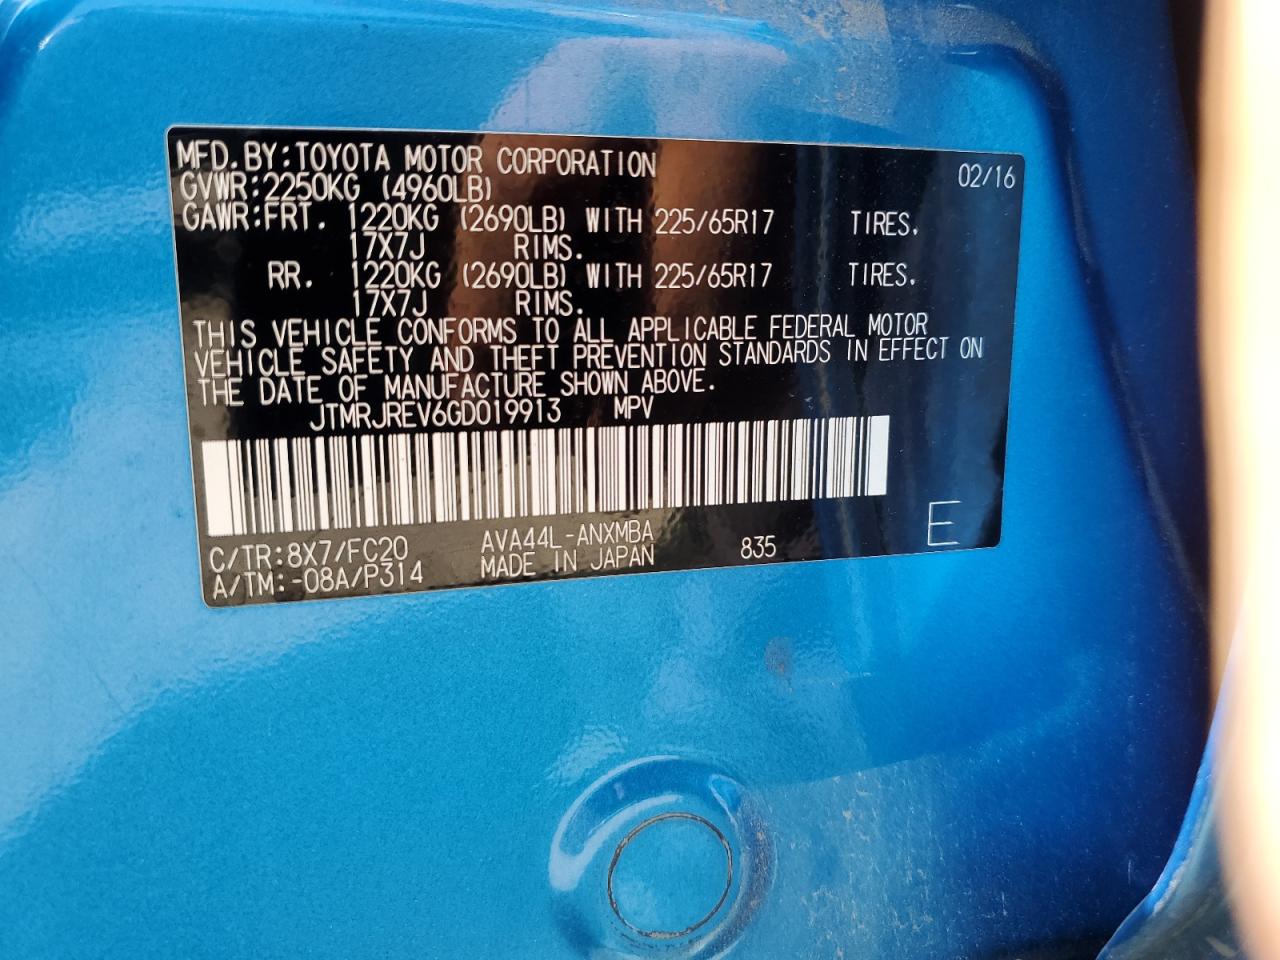 MFD.BY:TOYOTA MOTOR CORPORATION 02/16
GVWR:2250KG (4960LB)
GAWR:FRT. 1220KG (2690LB) WITH 225/65R17 TIRES.
17X7J RIMS.
RR. 1220KG (2690LB) WITH 225/65R17 TIRES.
17X7J RIMS.
THIS VEHICLE CONFORMS TO ALL APPLICABLE FEDERAL MOTOR
VEHICLE SAFETY AND THEFT PREVENTION STANDARDS IN EFFECT ON
THE DATE OF MANUFACTURE SHOWN ABOVE.
JTMRJREV6GD019913 MPV
C/TR:8X7/FC20 AVA44L-ANXMBA 835 E
A/TM:-08A/P314 MADE IN JAPAN